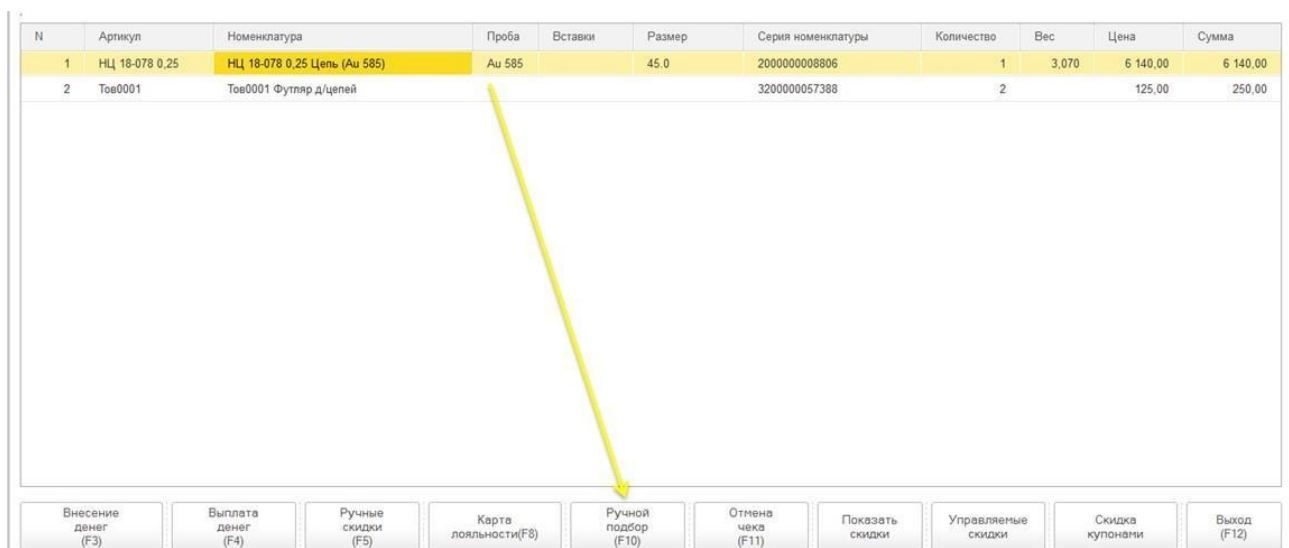 N Артикул Номенклатура Проба Вставки Размер Серия номенклатуры Количество Вес Цена Сумма
1 НЦ 18-078 0,25 НЦ 18-078 0,25 Цепь (Au 585) Au 585 45.0 2000000008806 1 3,070 6 140,00 6 140,00
2 Тов0001 Тов0001 Футляр д/цепей 3200000057388 2 125,00 250,00
Внесение
денег
(F3)
Выплата
денег
(F4)
Ручные
скидки
(F5)
Карта
лояльности(F8)
Ручной
подбор
(F10)
Отмена
чека
(F11)
Показать
скидки
Управляемые
скидки
Скидка
купонами
Выход
(F12)